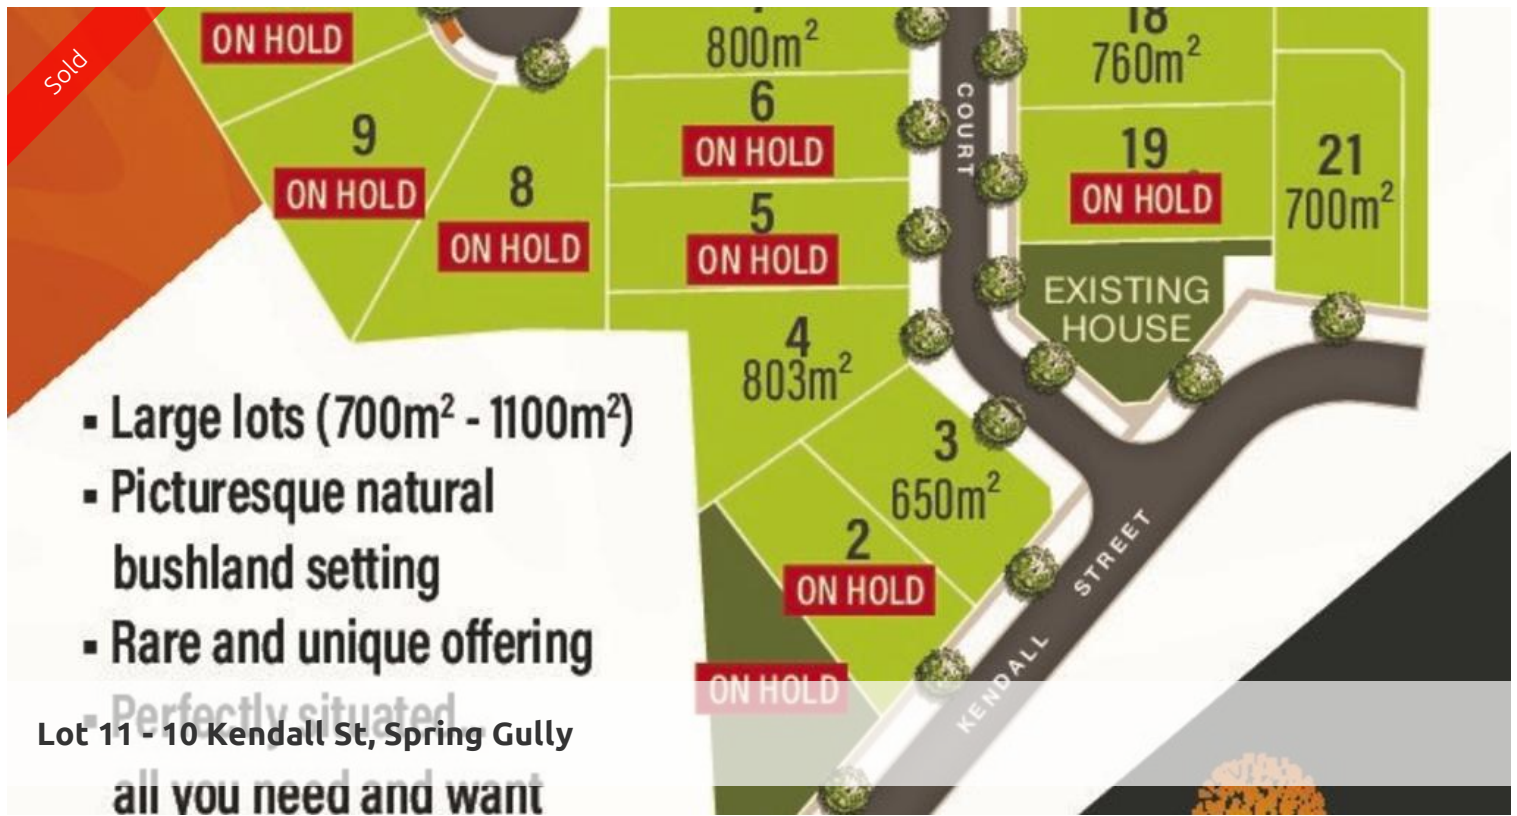 Sold
ON HOLD
800m²
18
760m²
6
ON HOLD
COURT
9
ON HOLD
8
ON HOLD
5
ON HOLD
19
ON HOLD
21
700m²
EXISTING
HOUSE
4
803m²
3
650m²
2
ON HOLD
ON HOLD
KENDALL STREET
▪ Large lots (700m² - 1100m²)
▪ Picturesque natural
bushland setting
▪ Rare and unique offering
▪ Perfectly situated...
all you need and want
Lot 11 - 10 Kendall St, Spring Gully